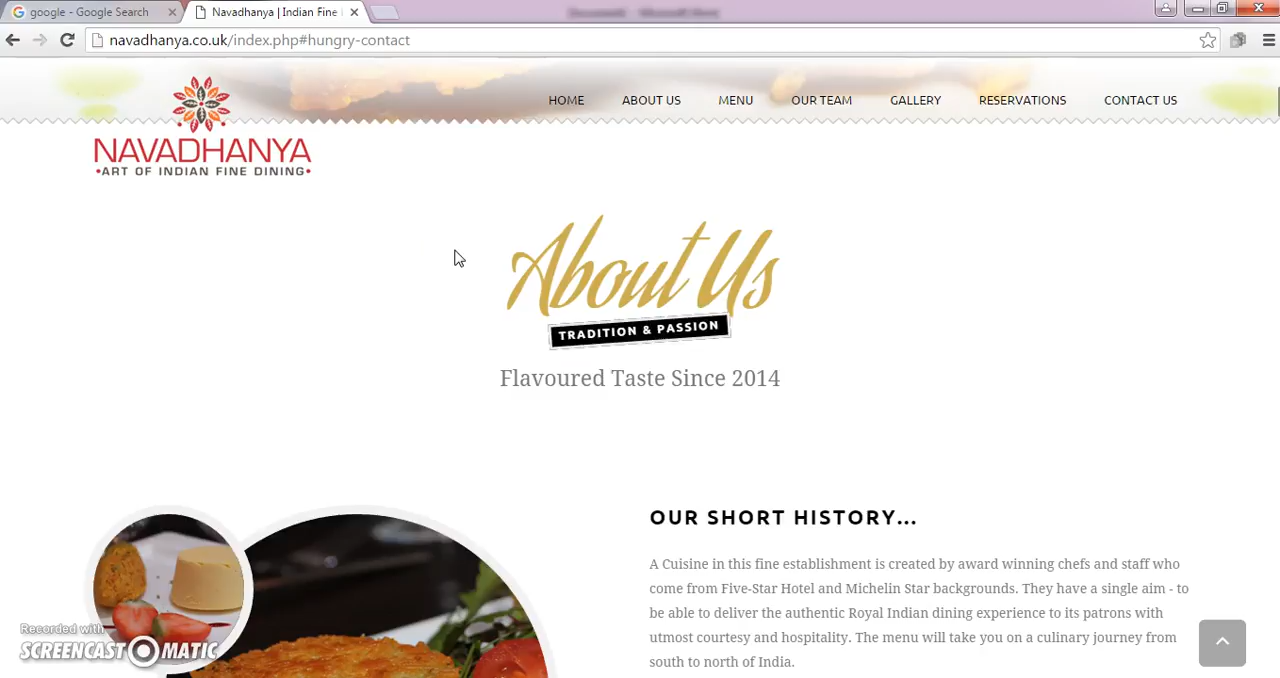 google - Google Search
Navadhanya | Indian Fine
navadhanya.co.uk/index.php#hungry-contact
HOME ABOUT US MENU OUR TEAM GALLERY RESERVATIONS CONTACT US
NAVADHANYA
•ART OF INDIAN FINE DINING•
About Us
TRADITION & PASSION
Flavoured Taste Since 2014
OUR SHORT HISTORY...
A Cuisine in this fine establishment is created by award winning chefs and staff who
come from Five-Star Hotel and Michelin Star backgrounds. They have a single aim - to
be able to deliver the authentic Royal Indian dining experience to its patrons with
utmost courtesy and hospitality. The menu will take you on a culinary journey from
south to north of India.
Recorded with
SCREENCAST MATIC